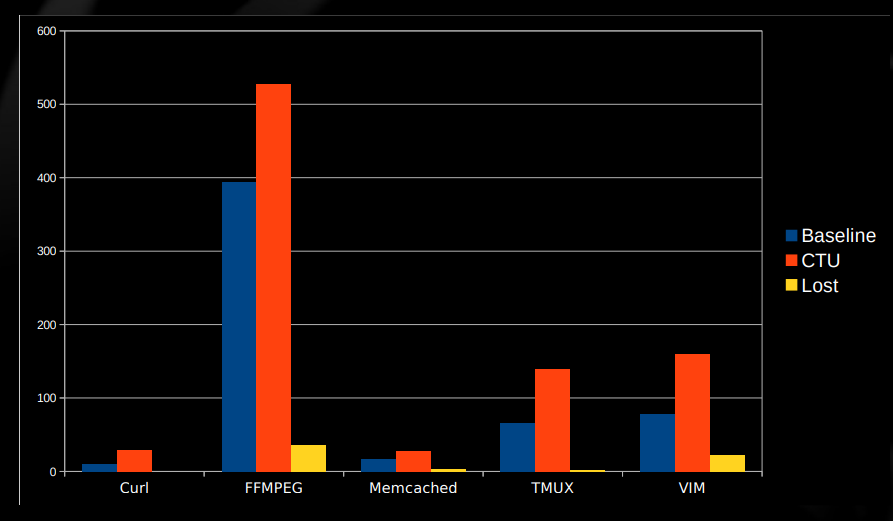 600
500
400
300
200
100
0
Curl FFMPEG Memcached TMUX VIM
Baseline
CTU
Lost